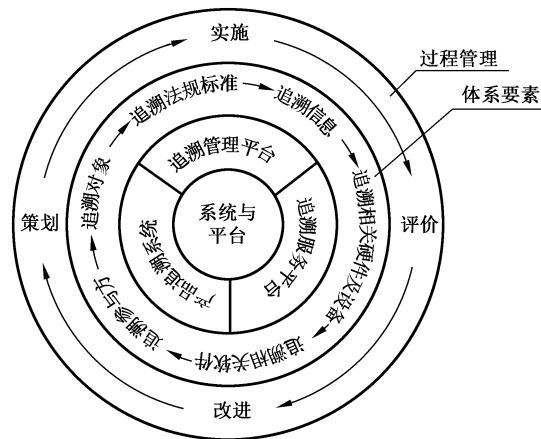 实施
过程管理
体系要素
追溯法规标准
追溯信息
追溯管理平台
追溯对象
追溯相关硬件及设备
策划
系统与
平台
评价
产品追溯系统
追溯服务平台
追溯参与方
追溯相关软件
改进